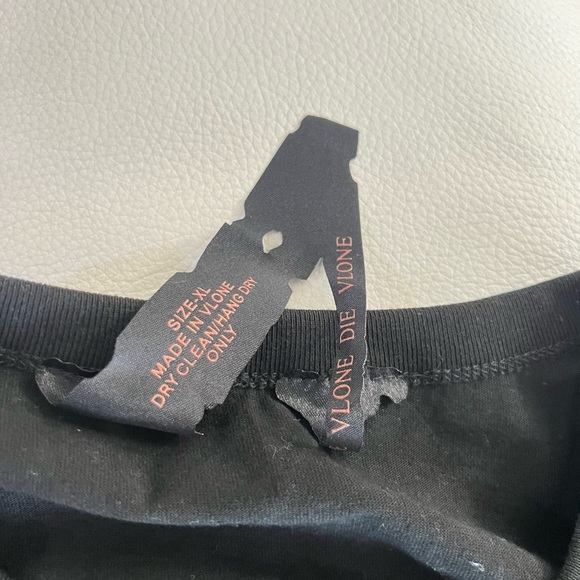 SIZE-XL
MADE IN VLONE
DRY CLEAN/HANG DRY
ONLY
VLONE DIE VLONE